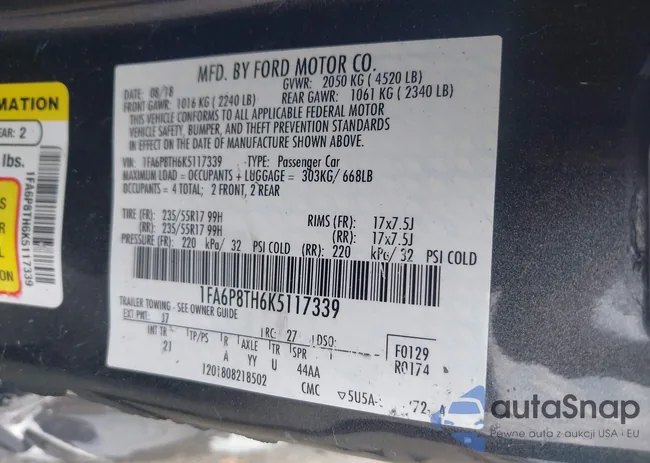 MFD. BY FORD MOTOR CO.
DATE: 08/18 GVWR: 2050 KG ( 4520 LB)
FRONT GAWR: 1016 KG ( 2240 LB) REAR GAWR: 1061 KG ( 2340 LB)
THIS VEHICLE CONFORMS TO ALL APPLICABLE FEDERAL MOTOR
VEHICLE SAFETY, BUMPER, AND THEFT PREVENTION STANDARDS
IN EFFECT ON THE DATE OF MANUFACTURE SHOWN ABOVE.
VIN: 1FA6P8TH6K5117339 TYPE: Passenger Car
MAXIMUM LOAD = OCCUPANTS + LUGGAGE = 303KG/ 668LB
OCCUPANTS = 4 TOTAL; 2 FRONT, 2 REAR
TIRE (FR): 235/55R17 99H RIMS (FR): 17x7.5J
(RR): 235/55R17 99H (RR): 17x7.5J
PRESSURE (FR): 220 kPa/ 32 PSI COLD (RR): 220 kPa/ 32 PSI COLD
1FA6P8TH6K5117339
TRAILER TOWING - SEE OWNER GUIDE
EXT PNT: J7 RC: 27 DSO: F0129
INT TR TP/PS R AXLE TR SPR R0174
21 A YY U 44AA
1201808218502 CMC ▽5U5A- 72-
MATION
EAR: 2
lbs.
1FA6P8TH6K5117339
autoSnap
Pewne auta z aukcji USA i EU